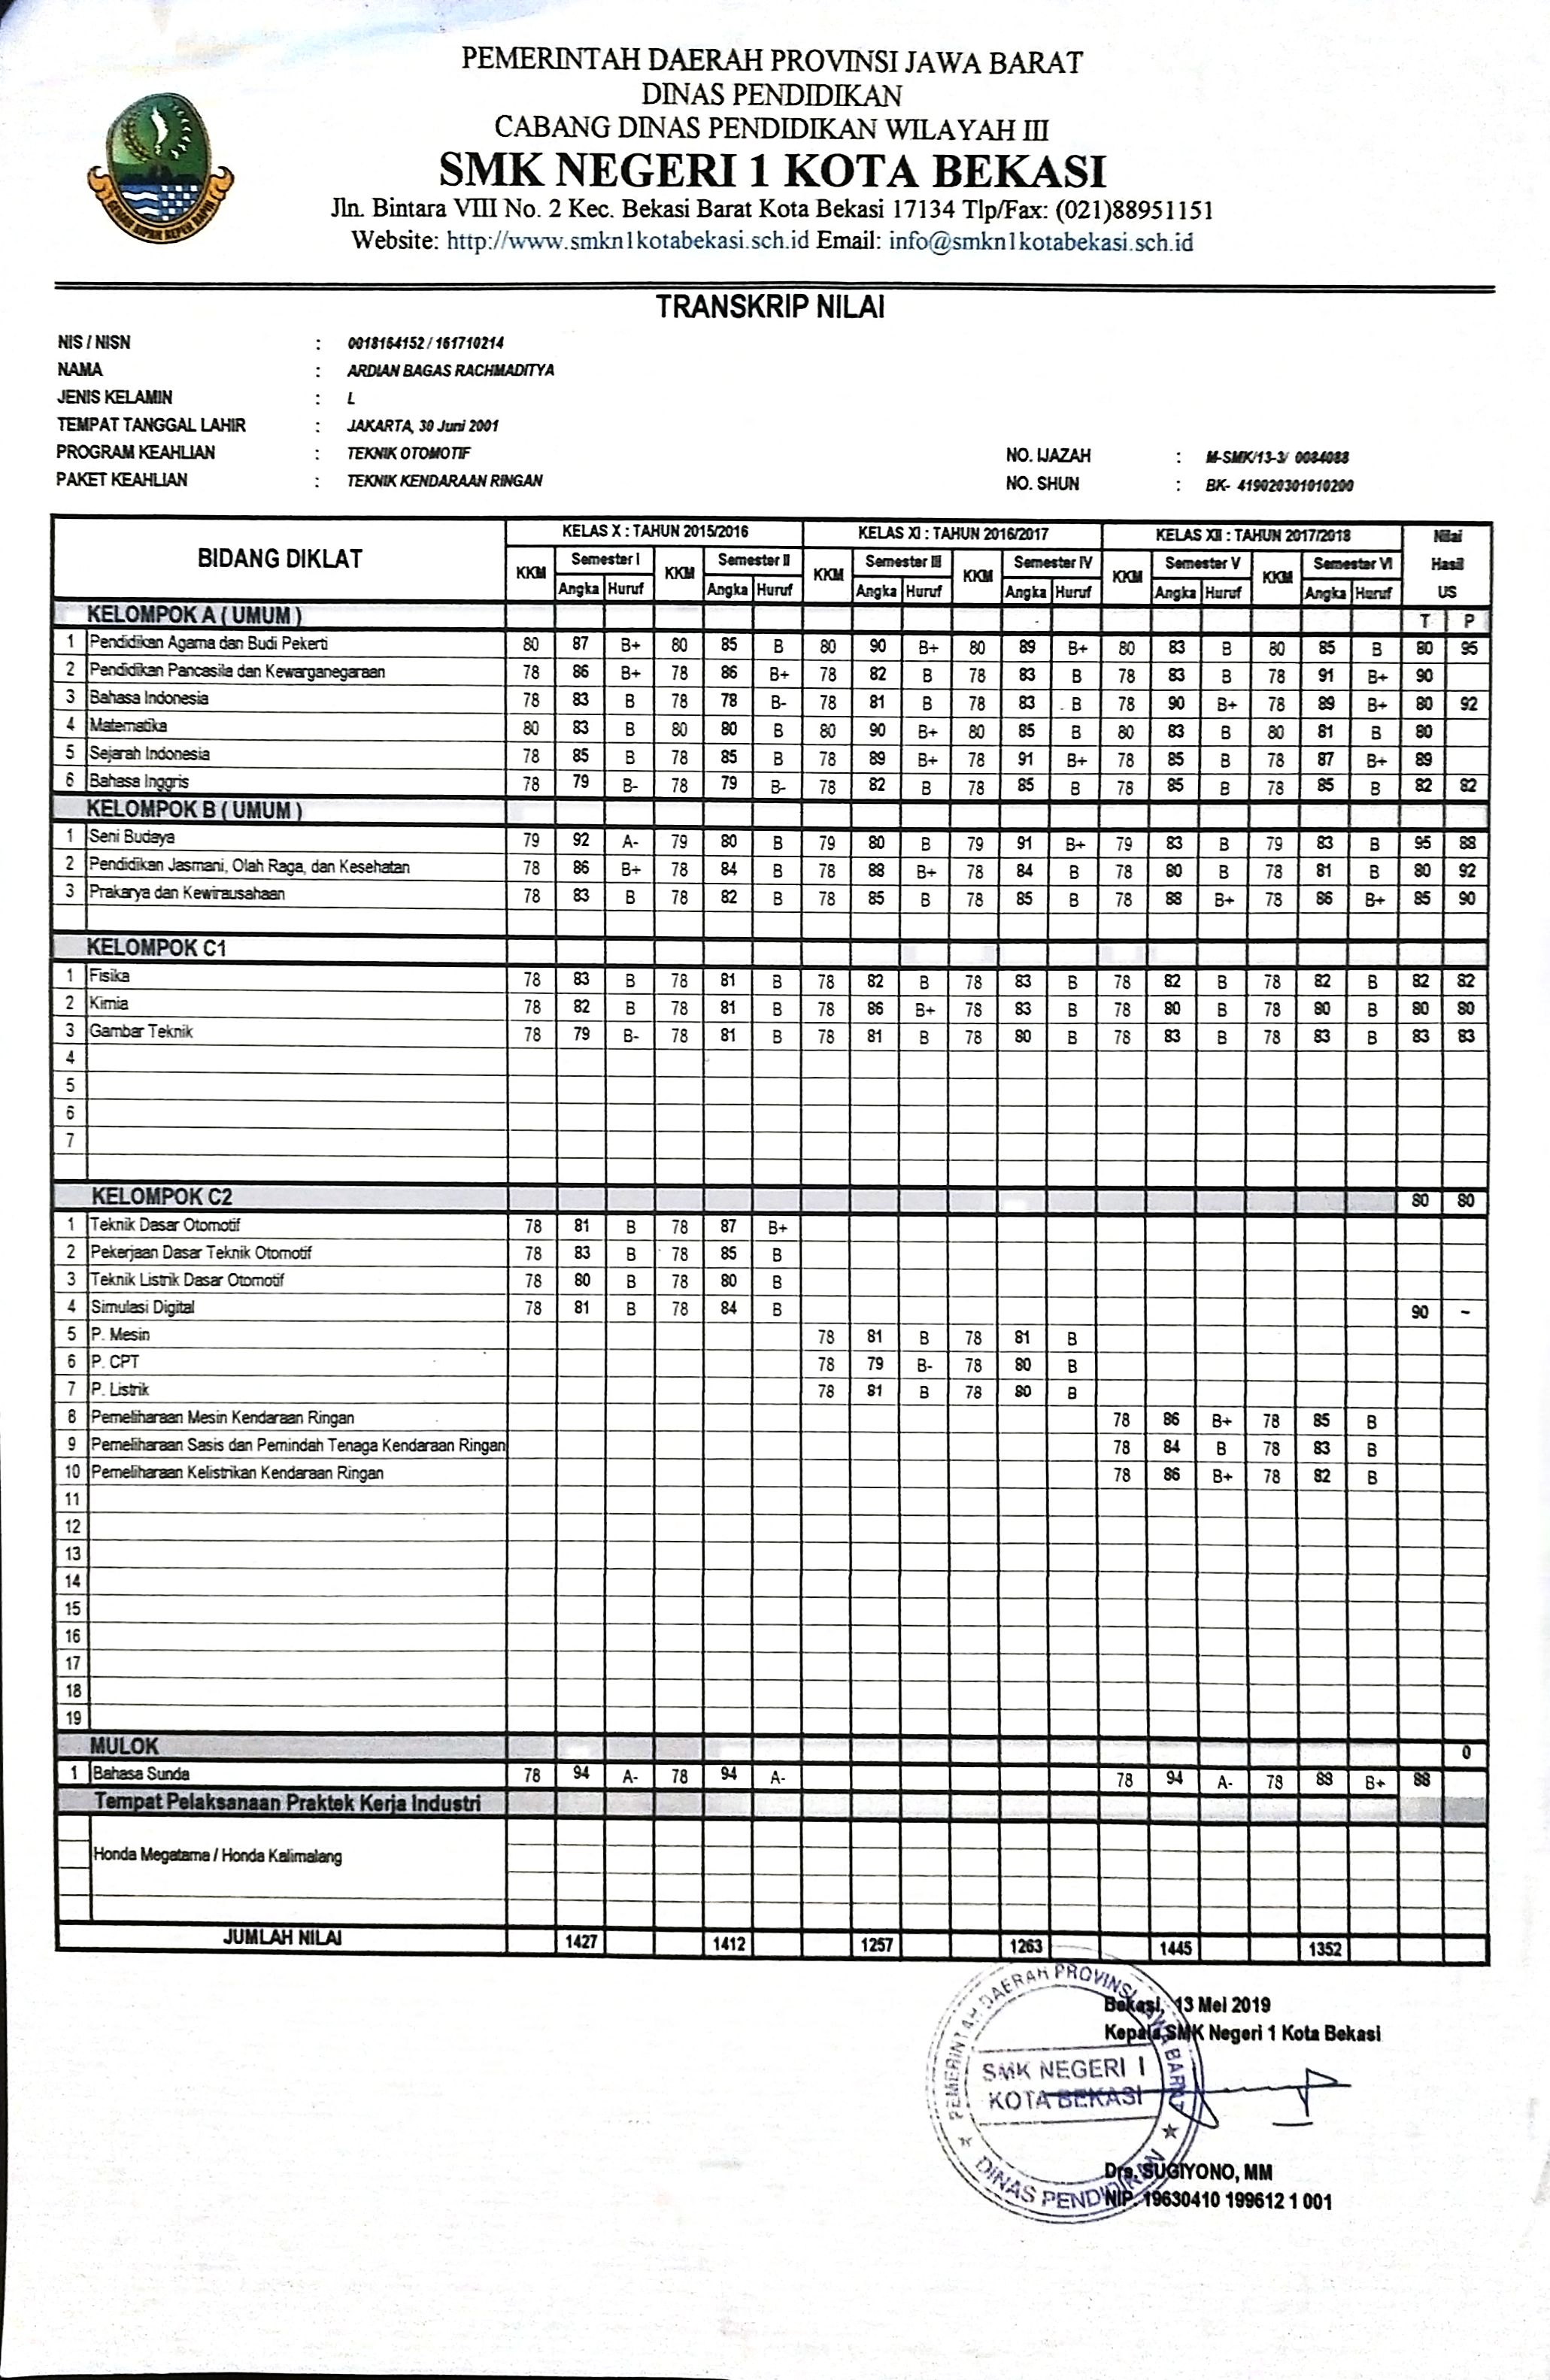 PEMERINTAH DAERAH PROVINSI JAWA BARAT
DINAS PENDIDIKAN
CABANG DINAS PENDIDIKAN WILAYAH III
SMK NEGERI 1 KOTA BEKASI
Jln. Bintara VIII No. 2 Kec. Bekasi Barat Kota Bekasi 17134 Tlp/Fax: (021)88951151
Website: http://www.smkn1kotabekasi.sch.id Email: info@smkn1kotabekasi.sch.id
TRANSKRIP NILAI
NIS / NISN : 0018164152 / 161710214
NAMA : ARDIAN BAGAS RACHMADITYA
JENIS KELAMIN : L
TEMPAT TANGGAL LAHIR : JAKARTA, 30 Juni 2001
PROGRAM KEAHLIAN : TEKNIK OTOMOTIF NO. IJAZAH : M-SMK/13-3/ 0084088
PAKET KEAHLIAN : TEKNIK KENDARAAN RINGAN NO. SHUN : BK- 419020301010200
BIDANG DIKLAT KELAS X : TAHUN 2015/2016 KELAS XI : TAHUN 2016/2017 KELAS XII : TAHUN 2017/2018 Nilai Hasil US
KKM Semester I KKM Semester II KKM Semester III KKM Semester IV KKM Semester V KKM Semester VI
Angka Huruf Angka Huruf Angka Huruf Angka Huruf Angka Huruf Angka Huruf
KELOMPOK A ( UMUM ) T P
1 Pendidikan Agama dan Budi Pekerti 80 87 B+ 80 85 B 80 90 B+ 80 89 B+ 80 83 B 80 85 B 80 95
2 Pendidikan Pancasila dan Kewarganegaraan 78 86 B+ 78 86 B+ 78 82 B 78 83 B 78 83 B 78 91 B+ 90
3 Bahasa Indonesia 78 83 B 78 78 B- 78 81 B 78 83 B 78 90 B+ 78 89 B+ 80 92
4 Matematika 80 83 B 80 80 B 80 90 B+ 80 85 B 80 83 B 80 81 B 80
5 Sejarah Indonesia 78 85 B 78 85 B 78 89 B+ 78 91 B+ 78 85 B 78 87 B+ 89
6 Bahasa Inggris 78 79 B- 78 79 B- 78 82 B 78 85 B 78 85 B 78 85 B 82 82
KELOMPOK B ( UMUM )
1 Seni Budaya 79 92 A- 79 80 B 79 80 B 79 91 B+ 79 83 B 79 83 B 95 88
2 Pendidikan Jasmani, Olah Raga, dan Kesehatan 78 86 B+ 78 84 B 78 88 B+ 78 84 B 78 80 B 78 81 B 80 92
3 Prakarya dan Kewirausahaan 78 83 B 78 82 B 78 85 B 78 85 B 78 88 B+ 78 86 B+ 85 90
KELOMPOK C1
1 Fisika 78 83 B 78 81 B 78 82 B 78 83 B 78 82 B 78 82 B 82 82
2 Kimia 78 82 B 78 81 B 78 86 B+ 78 83 B 78 80 B 78 80 B 80 80
3 Gambar Teknik 78 79 B- 78 81 B 78 81 B 78 80 B 78 83 B 78 83 B 83 83
4
5
6
7
KELOMPOK C2 80 80
1 Teknik Dasar Otomotif 78 81 B 78 87 B+
2 Pekerjaan Dasar Teknik Otomotif 78 83 B 78 85 B
3 Teknik Listrik Dasar Otomotif 78 80 B 78 80 B
4 Simulasi Digital 78 81 B 78 84 B 90 ~
5 P. Mesin 78 81 B 78 81 B
6 P. CPT 78 79 B- 78 80 B
7 P. Listrik 78 81 B 78 80 B
8 Pemeliharaan Mesin Kendaraan Ringan 78 86 B+ 78 85 B
9 Pemeliharaan Sasis dan Pemindah Tenaga Kendaraan Ringan 78 84 B 78 83 B
10 Pemeliharaan Kelistrikan Kendaraan Ringan 78 86 B+ 78 82 B
11
12
13
14
15
16
17
18
19
MULOK 0
1 Bahasa Sunda 78 94 A- 78 94 A- 78 94 A- 78 88 B+ 88
Tempat Pelaksanaan Praktek Kerja Industri
Honda Megatama / Honda Kalimalang
JUMLAH NILAI 1427 1412 1257 1263 1445 1352
Bekasi, 13 Mei 2019
Kepala SMK Negeri 1 Kota Bekasi
PEMERINTAH DAERAH PROVINSI JAWA BARAT
SMK NEGERI I
KOTA BEKASI
DINAS PENDIDIKAN
Drs. SUGIYONO, MM
NIP. 19630410 199612 1 001